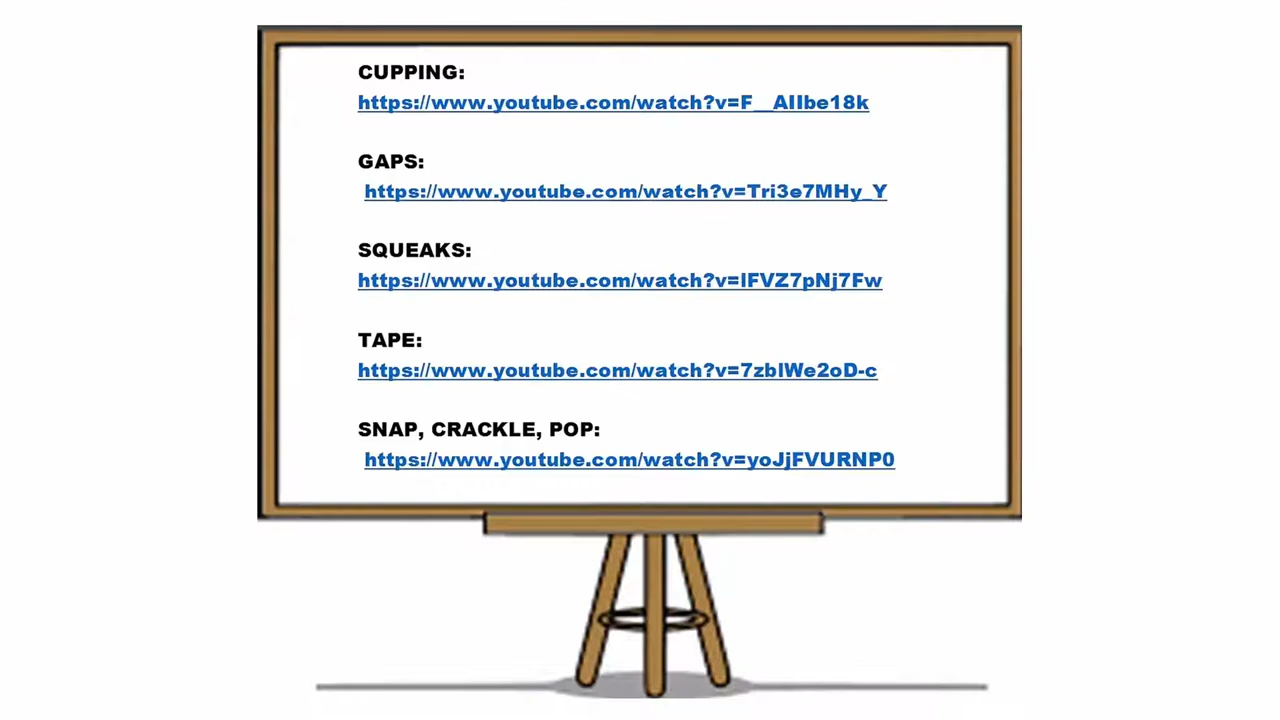 CUPPING:
https://www.youtube.com/watch?v=F__AIIbe18k
GAPS:
https://www.youtube.com/watch?v=Tri3e7MHy_Y
SQUEAKS:
https://www.youtube.com/watch?v=lFVZ7pNj7Fw
TAPE:
https://www.youtube.com/watch?v=7zblWe2oD-c
SNAP, CRACKLE, POP:
https://www.youtube.com/watch?v=yoJjFVURNP0